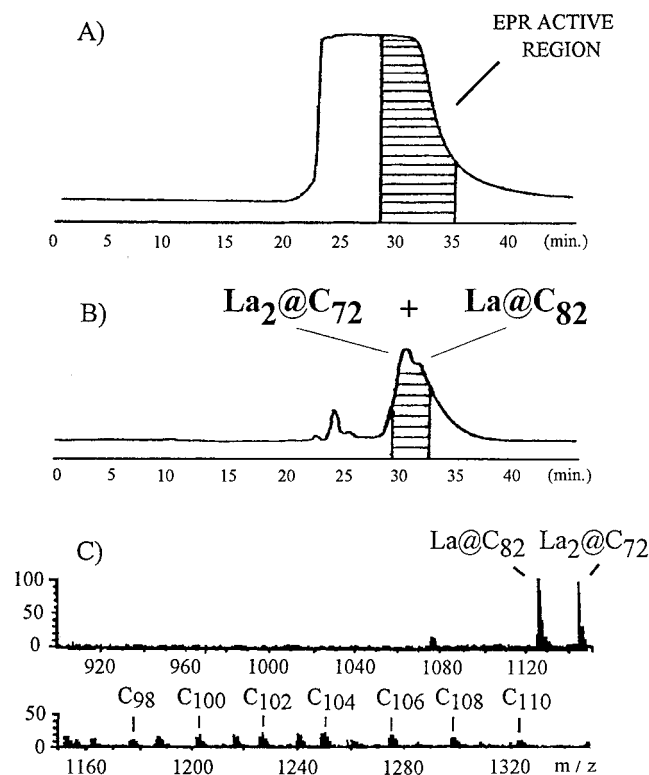 A)
EPR ACTIVE
REGION
0 5 10 15 20 25 30 35 40 (min.)
B)
La2@C72 + La@C82
0 5 10 15 20 25 30 35 40 (min.)
C)
La@C82 La2@C72
100
50
0
920 960 1000 1040 1080 1120
C98 C100 C102 C104 C106 C108 C110
50
0
1160 1200 1240 1280 1320 m / z